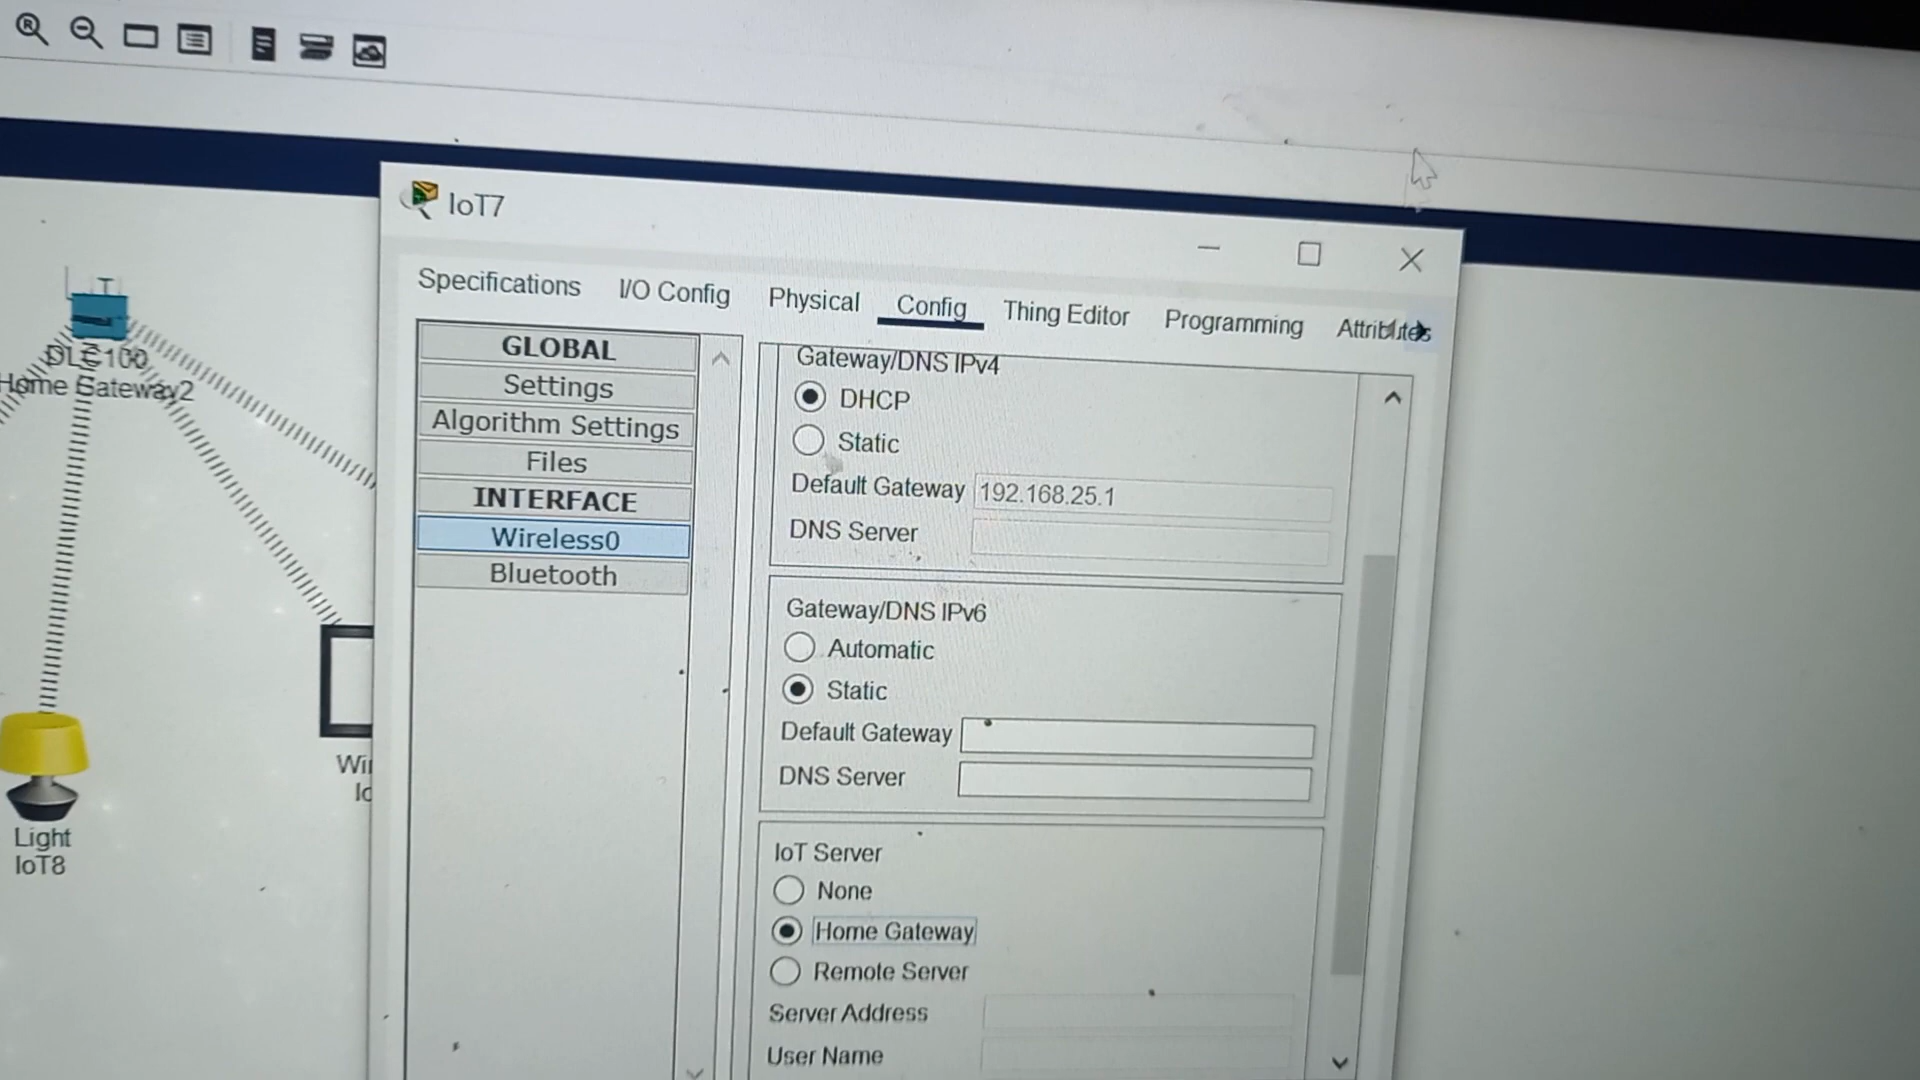 IoT7
Specifications I/O Config Physical Config Thing Editor Programming Attributes
GLOBAL
Settings
Algorithm Settings
Files
INTERFACE
Wireless0
Bluetooth
Gateway/DNS IPv4
DHCP
Static
Default Gateway 192.168.25.1
DNS Server
Gateway/DNS IPv6
Automatic
Static
Default Gateway
DNS Server
IoT Server
None
Home Gateway
Remote Server
Server Address
User Name
DLC100
Home Gateway2
Light
IoT8